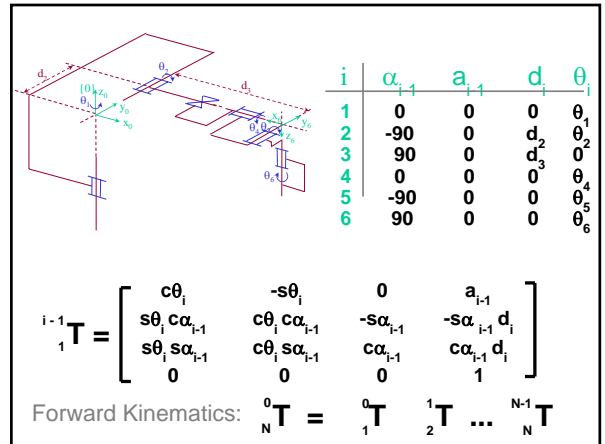 d₂
{0}
z₀
θ₁
y₀
x₀
θ₂
d₃
x₆
y₆
θ₅
z₆
θ₆
i αᵢ₋₁ aᵢ₋₁ dᵢ θᵢ
1 0 0 0 θ₁
2 -90 0 d₂ θ₂
3 90 0 d₃ 0
4 0 0 0 θ₄
5 -90 0 0 θ₅
6 90 0 0 θ₆
cθᵢ -sθᵢ 0 aᵢ₋₁
sθᵢ cαᵢ₋₁ cθᵢ cαᵢ₋₁ -sαᵢ₋₁ -sαᵢ₋₁ dᵢ
ⁱ⁻¹₁T =
sθᵢ sαᵢ₋₁ cθᵢ sαᵢ₋₁ cαᵢ₋₁ cαᵢ₋₁ dᵢ
0 0 0 1
Forward Kinematics: ⁰_N T = ⁰₁T ¹₂T ... ᴺ⁻¹_N T